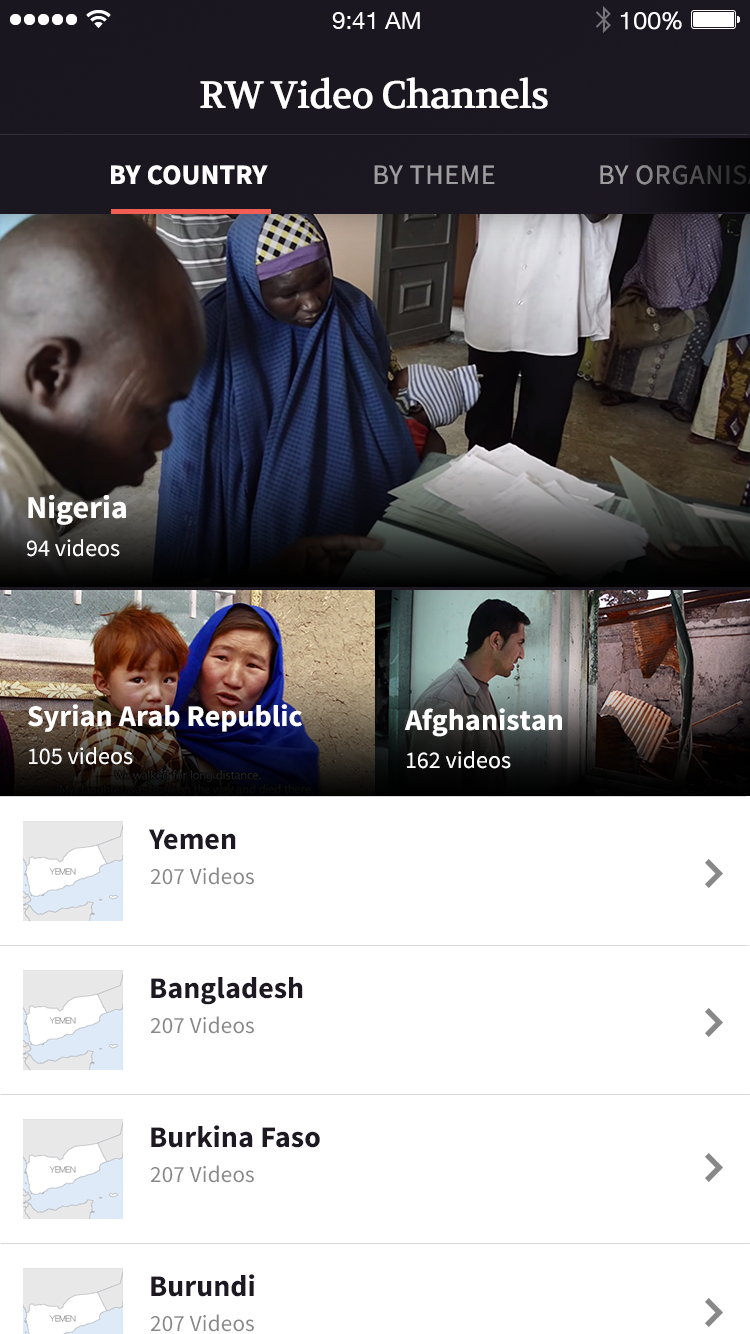 9:41 AM
100%
RW Video Channels
BY COUNTRY
BY THEME
BY ORGANIS
Nigeria
94 videos
Syrian Arab Republic
105 videos
We walked for long distance.
Afghanistan
162 videos
YEMEN
Yemen
207 Videos
YEMEN
Bangladesh
207 Videos
YEMEN
Burkina Faso
207 Videos
YEMEN
Burundi
207 Videos